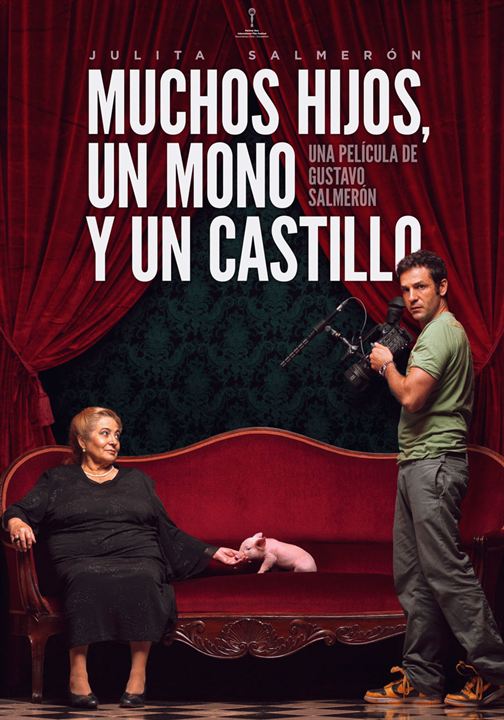 JULITA SALMERÓN
MUCHOS HIJOS,
UN MONO
Y UN CASTILLO
UNA PELÍCULA DE
GUSTAVO
SALMERÓN